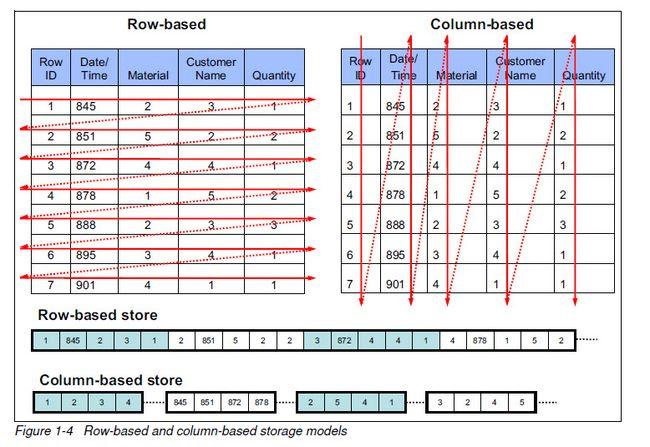 Row-based
Column-based
Row ID Date/ Time Material Customer Name Quantity
1 845 2 3 1
2 851 5 2 2
3 872 4 4 1
4 878 1 5 2
5 888 2 3 3
6 895 3 4 1
7 901 4 1 1
Row ID Date/ Time Material Customer Name Quantity
1 845 2 3 1
2 851 5 2 2
3 872 4 4 1
4 878 1 5 2
5 888 2 3 3
6 895 3 4 1
7 901 4 1 1
Row-based store
1 845 2 3 1 2 851 5 2 2 3 872 4 4 1 4 878 1 5 2
Column-based store
1 2 3 4 845 851 872 878 2 5 4 1 3 2 4 5
Figure 1-4 Row-based and column-based storage models